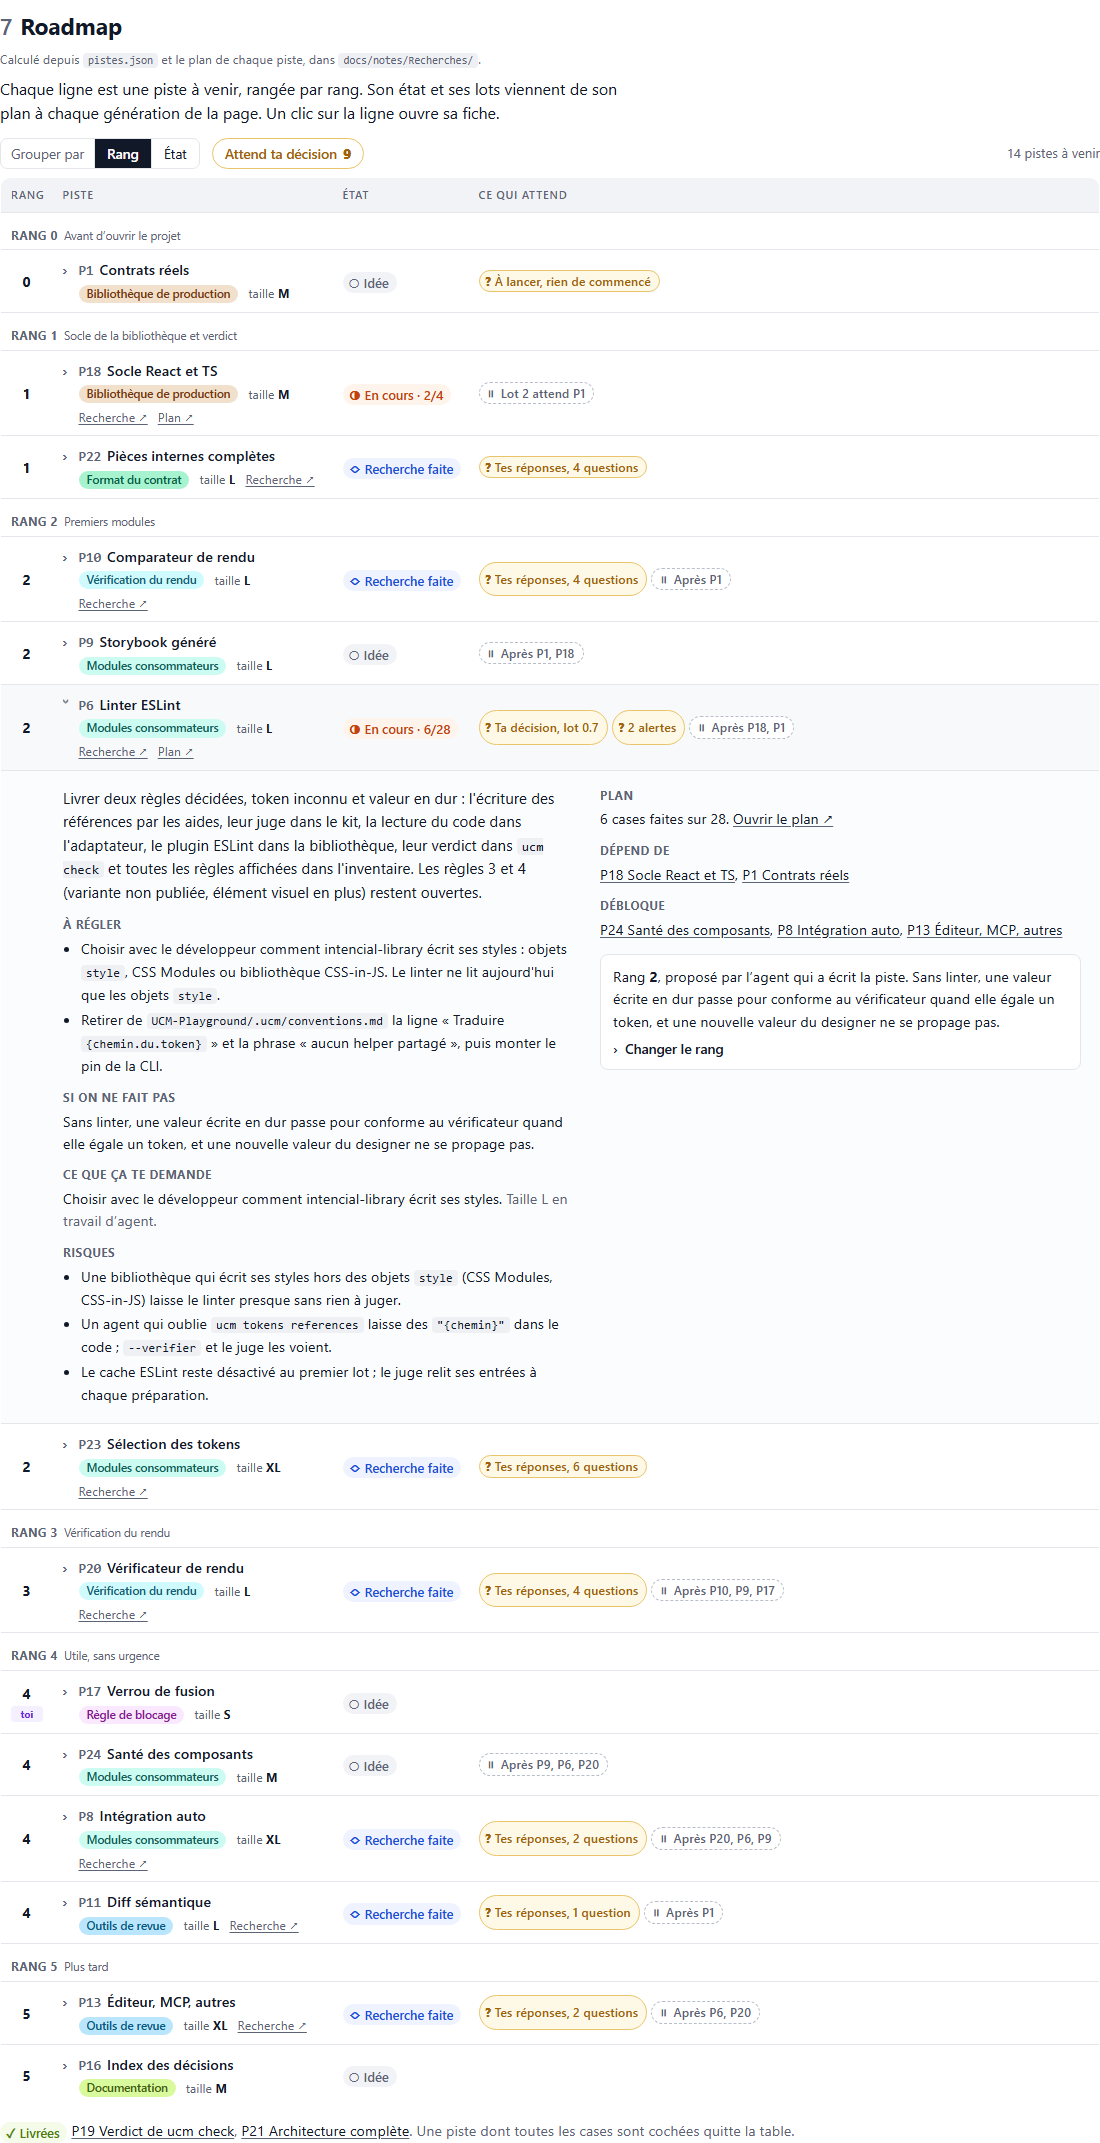 7 Roadmap
Calculé depuis pistes.json et le plan de chaque piste, dans docs/notes/Recherches/ .
Chaque ligne est une piste à venir, rangée par rang. Son état et ses lots viennent de son
plan à chaque génération de la page. Un clic sur la ligne ouvre sa fiche.
Grouper par Rang État Attend ta décision 9 14 pistes à venir
RANG PISTE ÉTAT CE QUI ATTEND
RANG 0 Avant d’ouvrir le projet
0 › P1 Contrats réels ○ Idée ? À lancer, rien de commencé
Bibliothèque de production taille M
RANG 1 Socle de la bibliothèque et verdict
1 › P18 Socle React et TS En cours · 2/4 ⏸ Lot 2 attend P1
Bibliothèque de production taille M
Recherche ↗ Plan ↗
1 › P22 Pièces internes complètes ◇ Recherche faite ? Tes réponses, 4 questions
Format du contrat taille L Recherche ↗
RANG 2 Premiers modules
2 › P10 Comparateur de rendu ◇ Recherche faite ? Tes réponses, 4 questions ⏸ Après P1
Vérification du rendu taille L
Recherche ↗
2 › P9 Storybook généré ○ Idée ⏸ Après P1, P18
Modules consommateurs taille L
2 P6 Linter ESLint En cours · 6/28 ? Ta décision, lot 0.7 ? 2 alertes ⏸ Après P18, P1
Modules consommateurs taille L
Recherche ↗ Plan ↗
Livrer deux règles décidées, token inconnu et valeur en dur : l'écriture des
références par les aides, leur juge dans le kit, la lecture du code dans
l'adaptateur, le plugin ESLint dans la bibliothèque, leur verdict dans ucm
check et toutes les règles affichées dans l'inventaire. Les règles 3 et 4
(variante non publiée, élément visuel en plus) restent ouvertes.
À RÉGLER
• Choisir avec le développeur comment intencial-library écrit ses styles : objets
style , CSS Modules ou bibliothèque CSS-in-JS. Le linter ne lit aujourd'hui
que les objets style .
• Retirer de UCM-Playground/.ucm/conventions.md la ligne « Traduire
{chemin.du.token} » et la phrase « aucun helper partagé », puis monter le
pin de la CLI.
SI ON NE FAIT PAS
Sans linter, une valeur écrite en dur passe pour conforme au vérificateur quand
elle égale un token, et une nouvelle valeur du designer ne se propage pas.
CE QUE ÇA TE DEMANDE
Choisir avec le développeur comment intencial-library écrit ses styles. Taille L en
travail d’agent.
RISQUES
• Une bibliothèque qui écrit ses styles hors des objets style (CSS Modules,
CSS-in-JS) laisse le linter presque sans rien à juger.
• Un agent qui oublie ucm tokens references laisse des "{chemin}" dans le
code ; --verifier et le juge les voient.
• Le cache ESLint reste désactivé au premier lot ; le juge relit ses entrées à
chaque préparation.
PLAN
6 cases faites sur 28. Ouvrir le plan ↗
DÉPEND DE
P18 Socle React et TS, P1 Contrats réels
DÉBLOQUE
P24 Santé des composants, P8 Intégration auto, P13 Éditeur, MCP, autres
Rang 2, proposé par l’agent qui a écrit la piste. Sans linter, une valeur
écrite en dur passe pour conforme au vérificateur quand elle égale un
token, et une nouvelle valeur du designer ne se propage pas.
› Changer le rang
2 › P23 Sélection des tokens ◇ Recherche faite ? Tes réponses, 6 questions
Modules consommateurs taille XL
Recherche ↗
RANG 3 Vérification du rendu
3 › P20 Vérificateur de rendu ◇ Recherche faite ? Tes réponses, 4 questions ⏸ Après P10, P9, P17
Vérification du rendu taille L
Recherche ↗
RANG 4 Utile, sans urgence
4 › P17 Verrou de fusion ○ Idée
toi Règle de blocage taille S
4 › P24 Santé des composants ○ Idée ⏸ Après P9, P6, P20
Modules consommateurs taille M
4 › P8 Intégration auto ◇ Recherche faite ? Tes réponses, 2 questions ⏸ Après P20, P6, P9
Modules consommateurs taille XL
Recherche ↗
4 › P11 Diff sémantique ◇ Recherche faite ? Tes réponses, 1 question ⏸ Après P1
Outils de revue taille L Recherche ↗
RANG 5 Plus tard
5 › P13 Éditeur, MCP, autres ◇ Recherche faite ? Tes réponses, 2 questions ⏸ Après P6, P20
Outils de revue taille XL Recherche ↗
5 › P16 Index des décisions ○ Idée
Documentation taille M
✓ Livrées P19 Verdict de ucm check, P21 Architecture complète. Une piste dont toutes les cases sont cochées quitte la table.